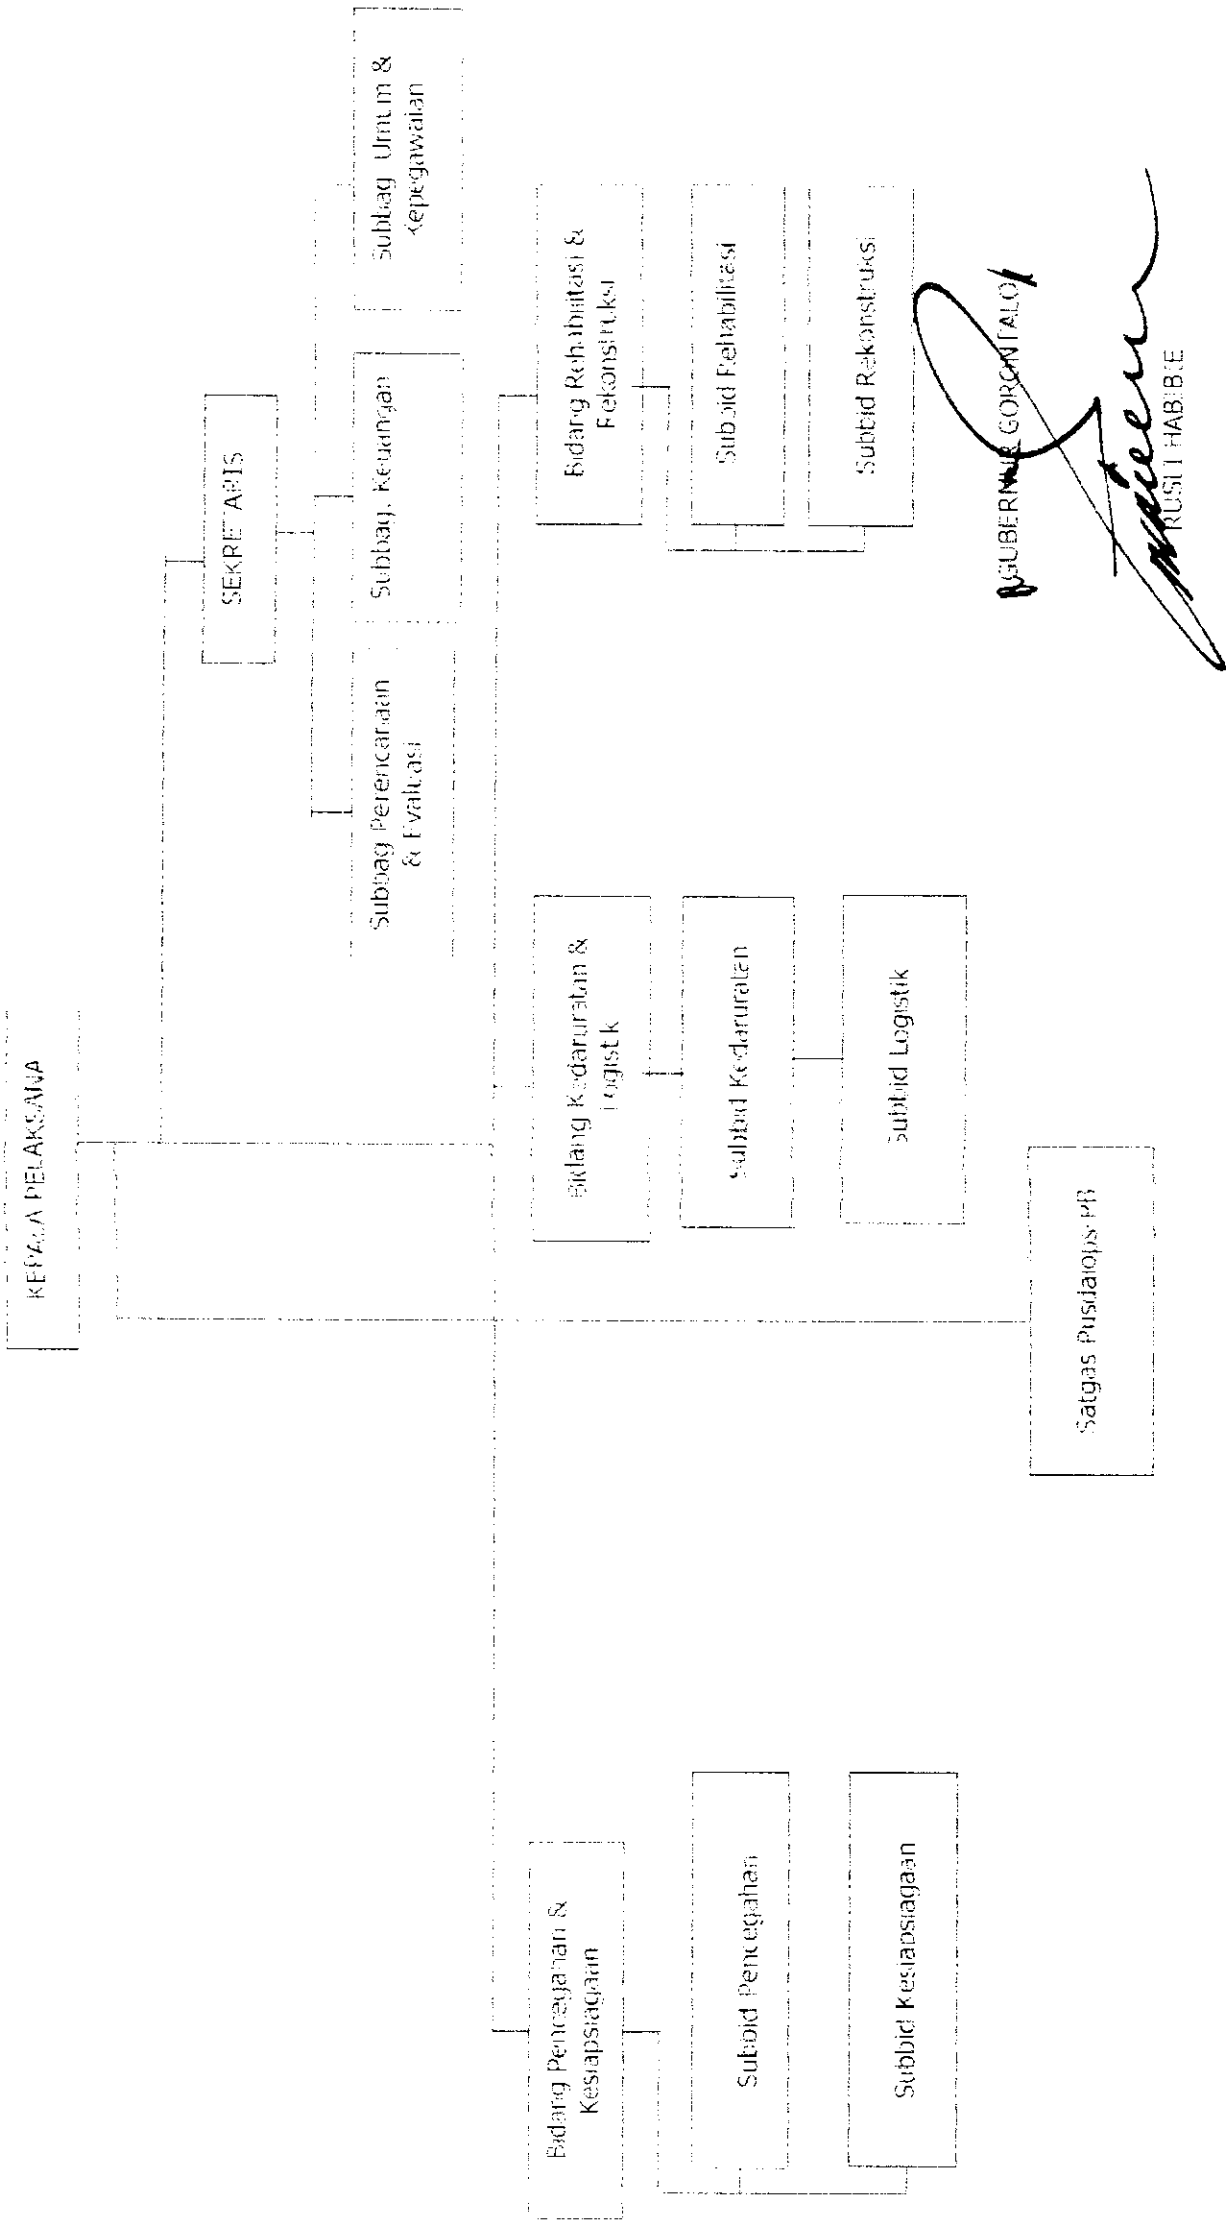 KEPALA PELAKSANA
SEKRETARIS
Subbag Perencanaan
& Evaluasi
Subbag. Keuangan
Subbag Umum &
Kepegawaian
Bidang Pencegahan &
Kesiapsiagaan
Bidang Kedaruratan &
Logistik
Bidang Rehabilitasi &
Rekonstruksi
Subbid Pencegahan
Subbid Kedaruratan
Subbid Rehabilitasi
Subbid Kesiapsiagaan
Subbid Logistik
Subbid Rekonstruksi
Satgas Pusdalops-PB
GUBERNUR GORONTALO
RUSLI HABIBIE